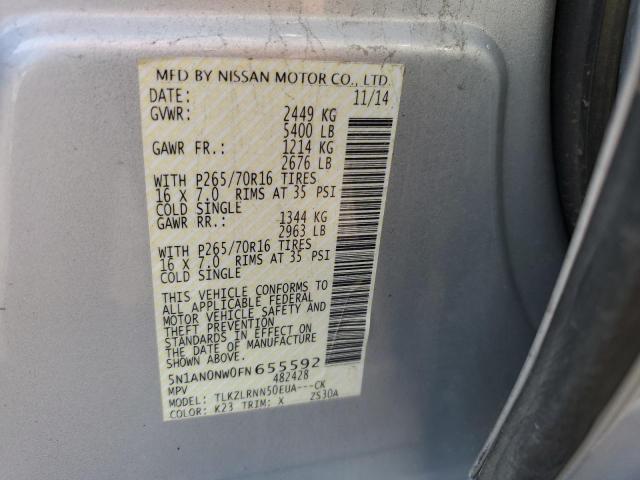 MFD BY NISSAN MOTOR CO., LTD.
DATE: 11/14
GVWR: 2449 KG
5400 LB
GAWR FR.: 1214 KG
2676 LB
WITH P265/70R16 TIRES
16 X 7.0 RIMS AT 35 PSI
COLD SINGLE
GAWR RR.: 1344 KG
2963 LB
WITH P265/70R16 TIRES
16 X 7.0 RIMS AT 35 PSI
COLD SINGLE
THIS VEHICLE CONFORMS TO
ALL APPLICABLE FEDERAL
MOTOR VEHICLE SAFETY AND
THEFT PREVENTION
STANDARDS IN EFFECT ON
THE DATE OF MANUFACTURE
SHOWN ABOVE.
5N1AN0NW0FN655592
MPV 482428
MODEL: TLKZLRNN50EUA---CK
COLOR: K23 TRIM: X ZS30A